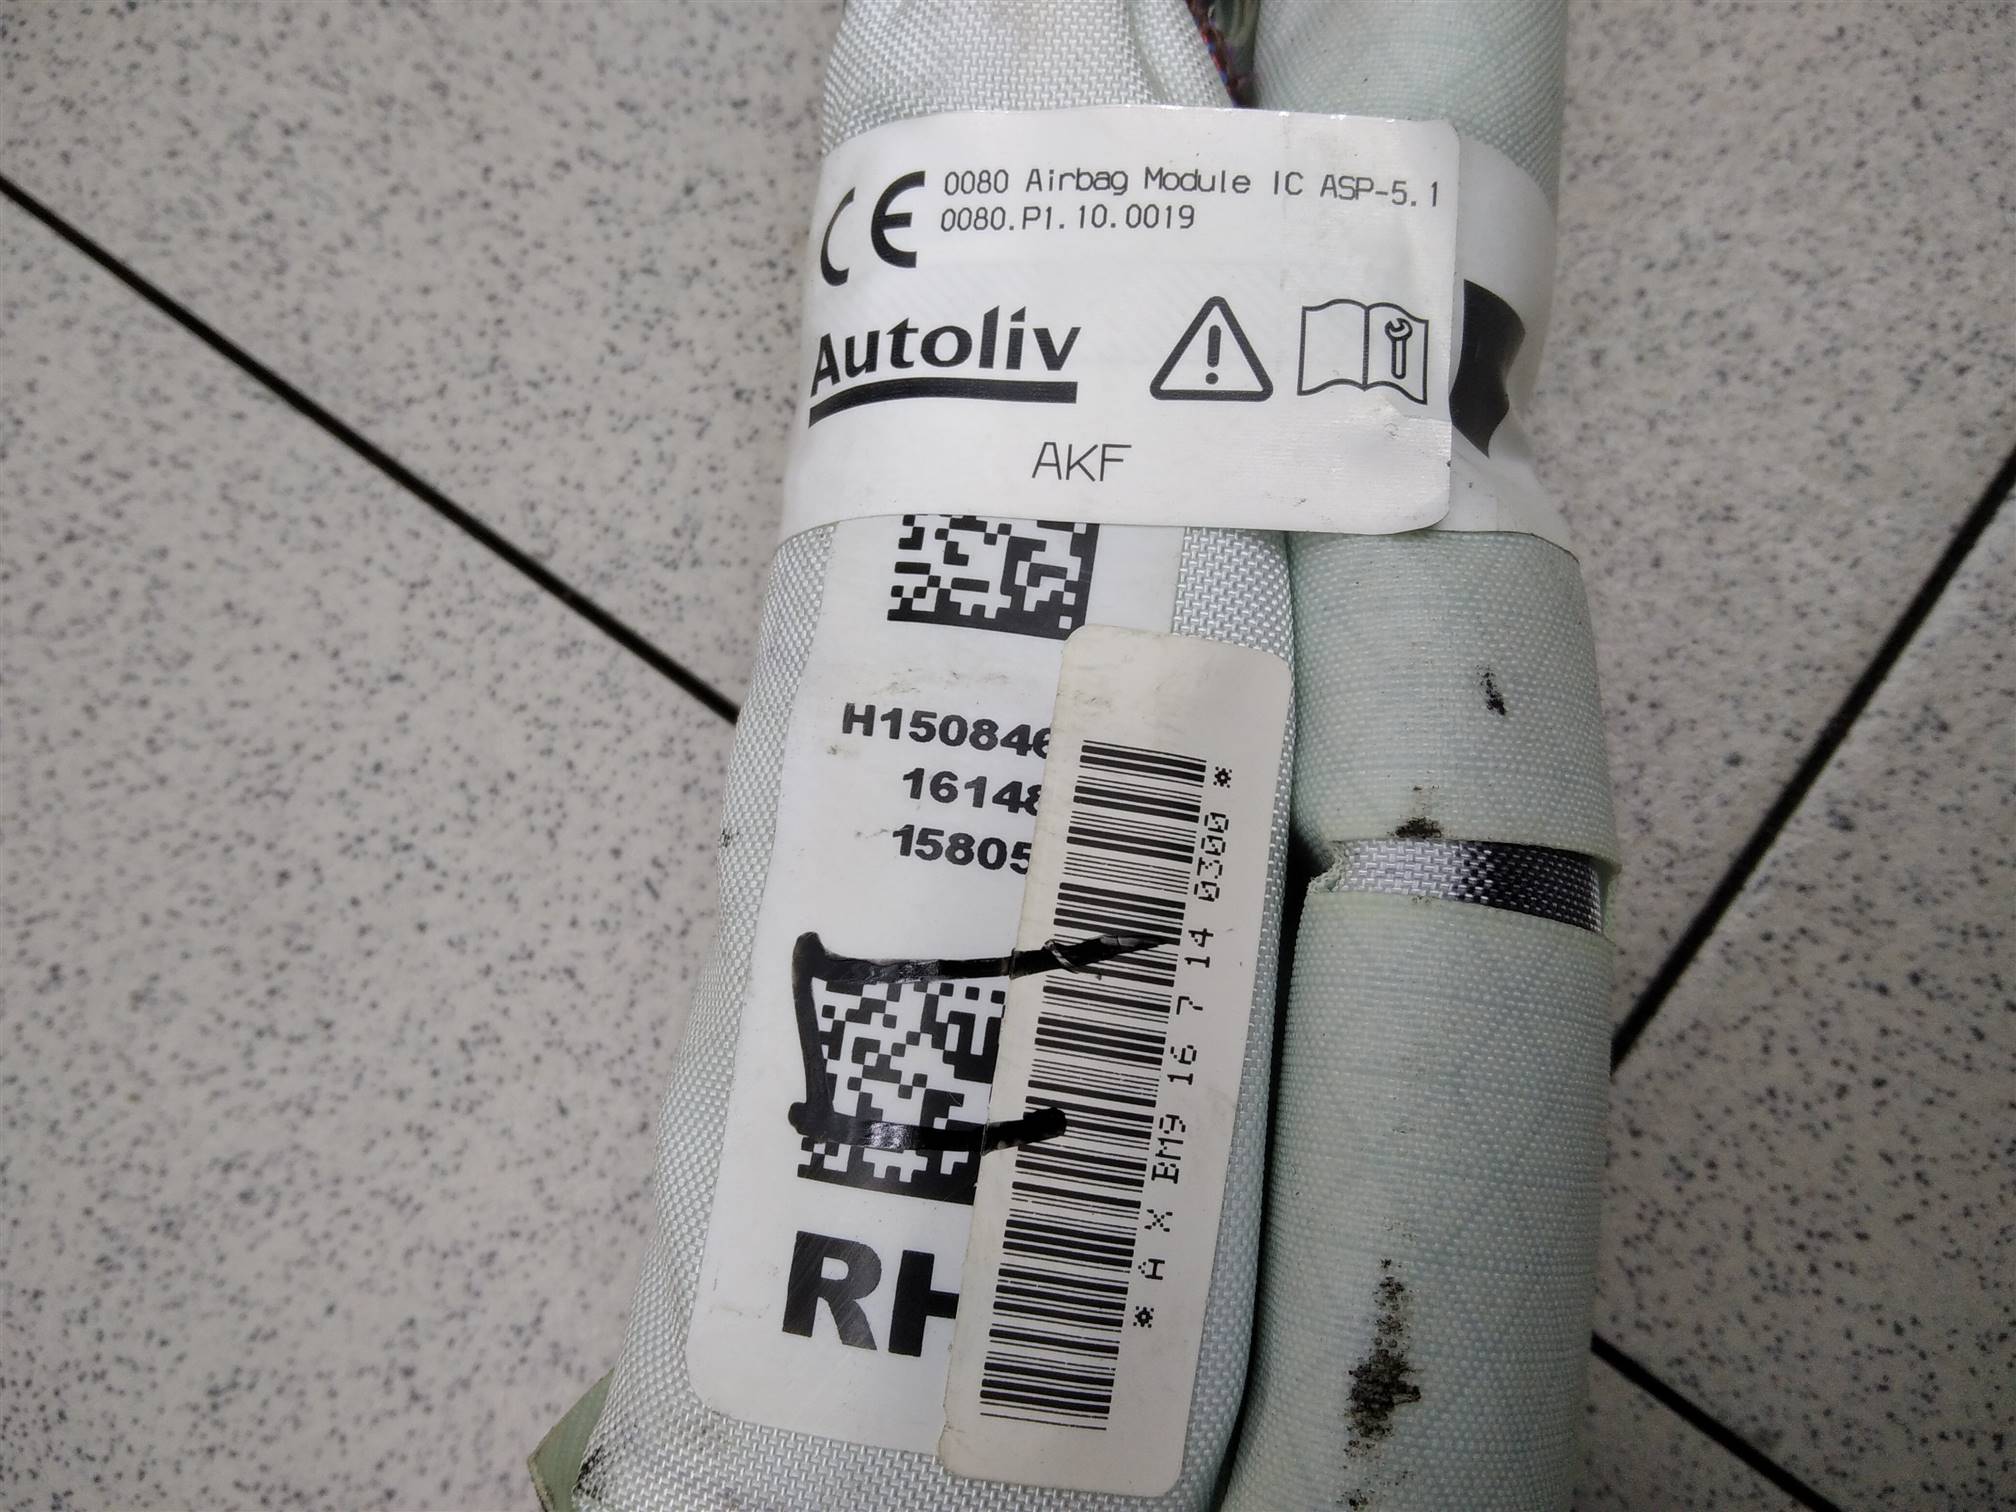 CE 0080 Airbag Module IC ASP-5.1
0080.P1.10.0019
Autoliv
AKF
H150846
16148
15805
RH
* A X Bm9 16 7 14 0300 *